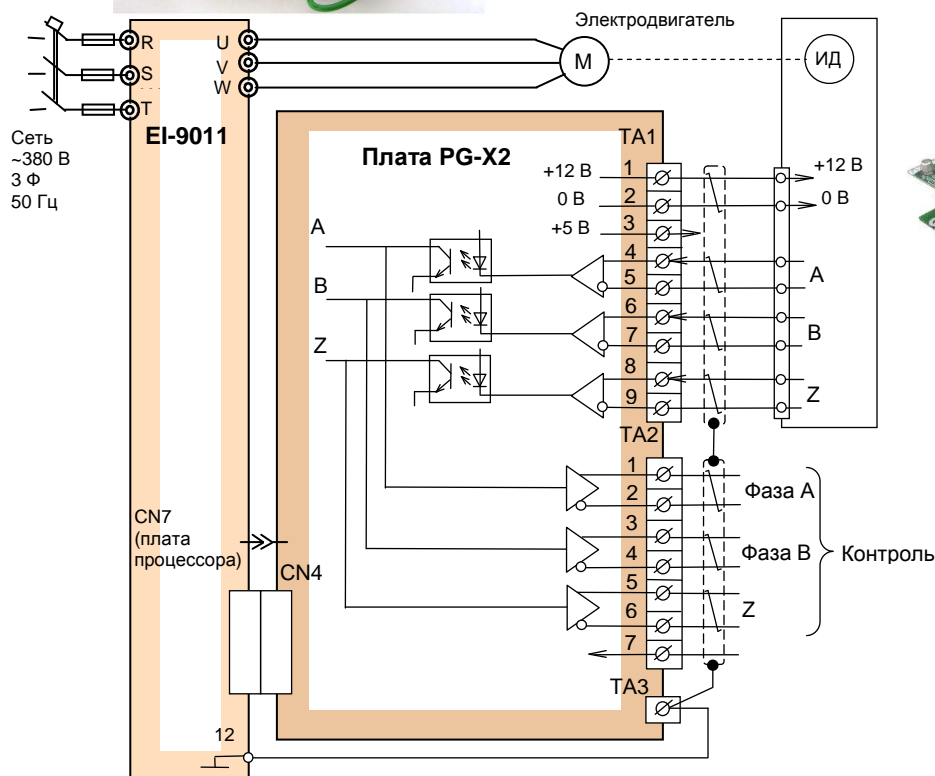 Электродвигатель
R
S
T
U
V
W
М
ИД
Сеть
~380 В
3 Ф
50 Гц
EI-9011
Плата PG-X2
TA1
+12 В
1
+12 В
0 В
2
0 В
+5 В
3
A
4
5
A
B
6
7
B
Z
8
9
Z
TA2
1
2
Фаза А
3
4
Фаза В
Контроль
5
6
Z
7
CN7
(плата
процессора)
CN4
TA3
12